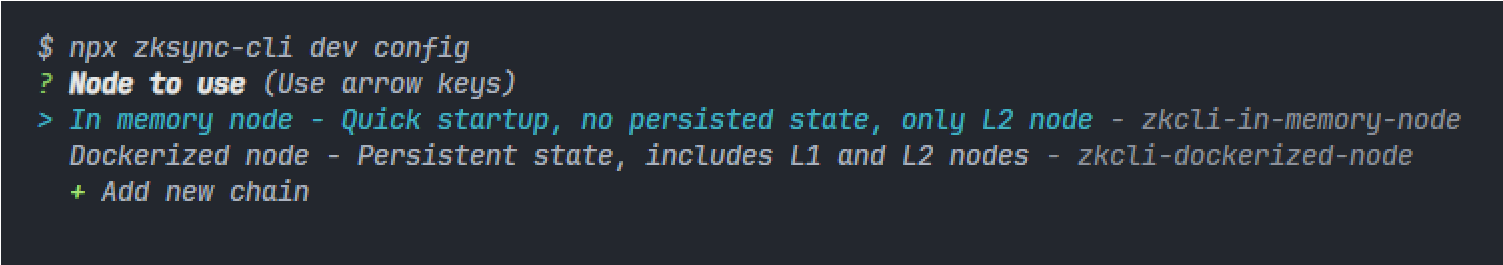 $ npx zksync-cli dev config
? Node to use (Use arrow keys)
> In memory node - Quick startup, no persisted state, only L2 node - zkcli-in-memory-node
Dockerized node - Persistent state, includes L1 and L2 nodes - zkcli-dockerized-node
+ Add new chain